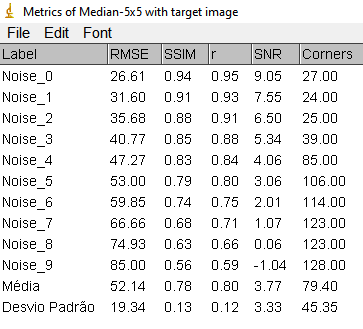 Metrics of Median-5x5 with target image
File Edit Font
Label RMSE SSIM r SNR Corners
Noise_0 26.61 0.94 0.95 9.05 27.00
Noise_1 31.60 0.91 0.93 7.55 24.00
Noise_2 35.68 0.88 0.91 6.50 25.00
Noise_3 40.77 0.85 0.88 5.34 39.00
Noise_4 47.27 0.83 0.84 4.06 85.00
Noise_5 53.00 0.79 0.80 3.06 106.00
Noise_6 59.85 0.74 0.75 2.01 114.00
Noise_7 66.66 0.68 0.71 1.07 123.00
Noise_8 74.93 0.63 0.66 0.06 123.00
Noise_9 85.00 0.56 0.59 -1.04 128.00
Média 52.14 0.78 0.80 3.77 79.40
Desvio Padrão 19.34 0.13 0.12 3.33 45.35